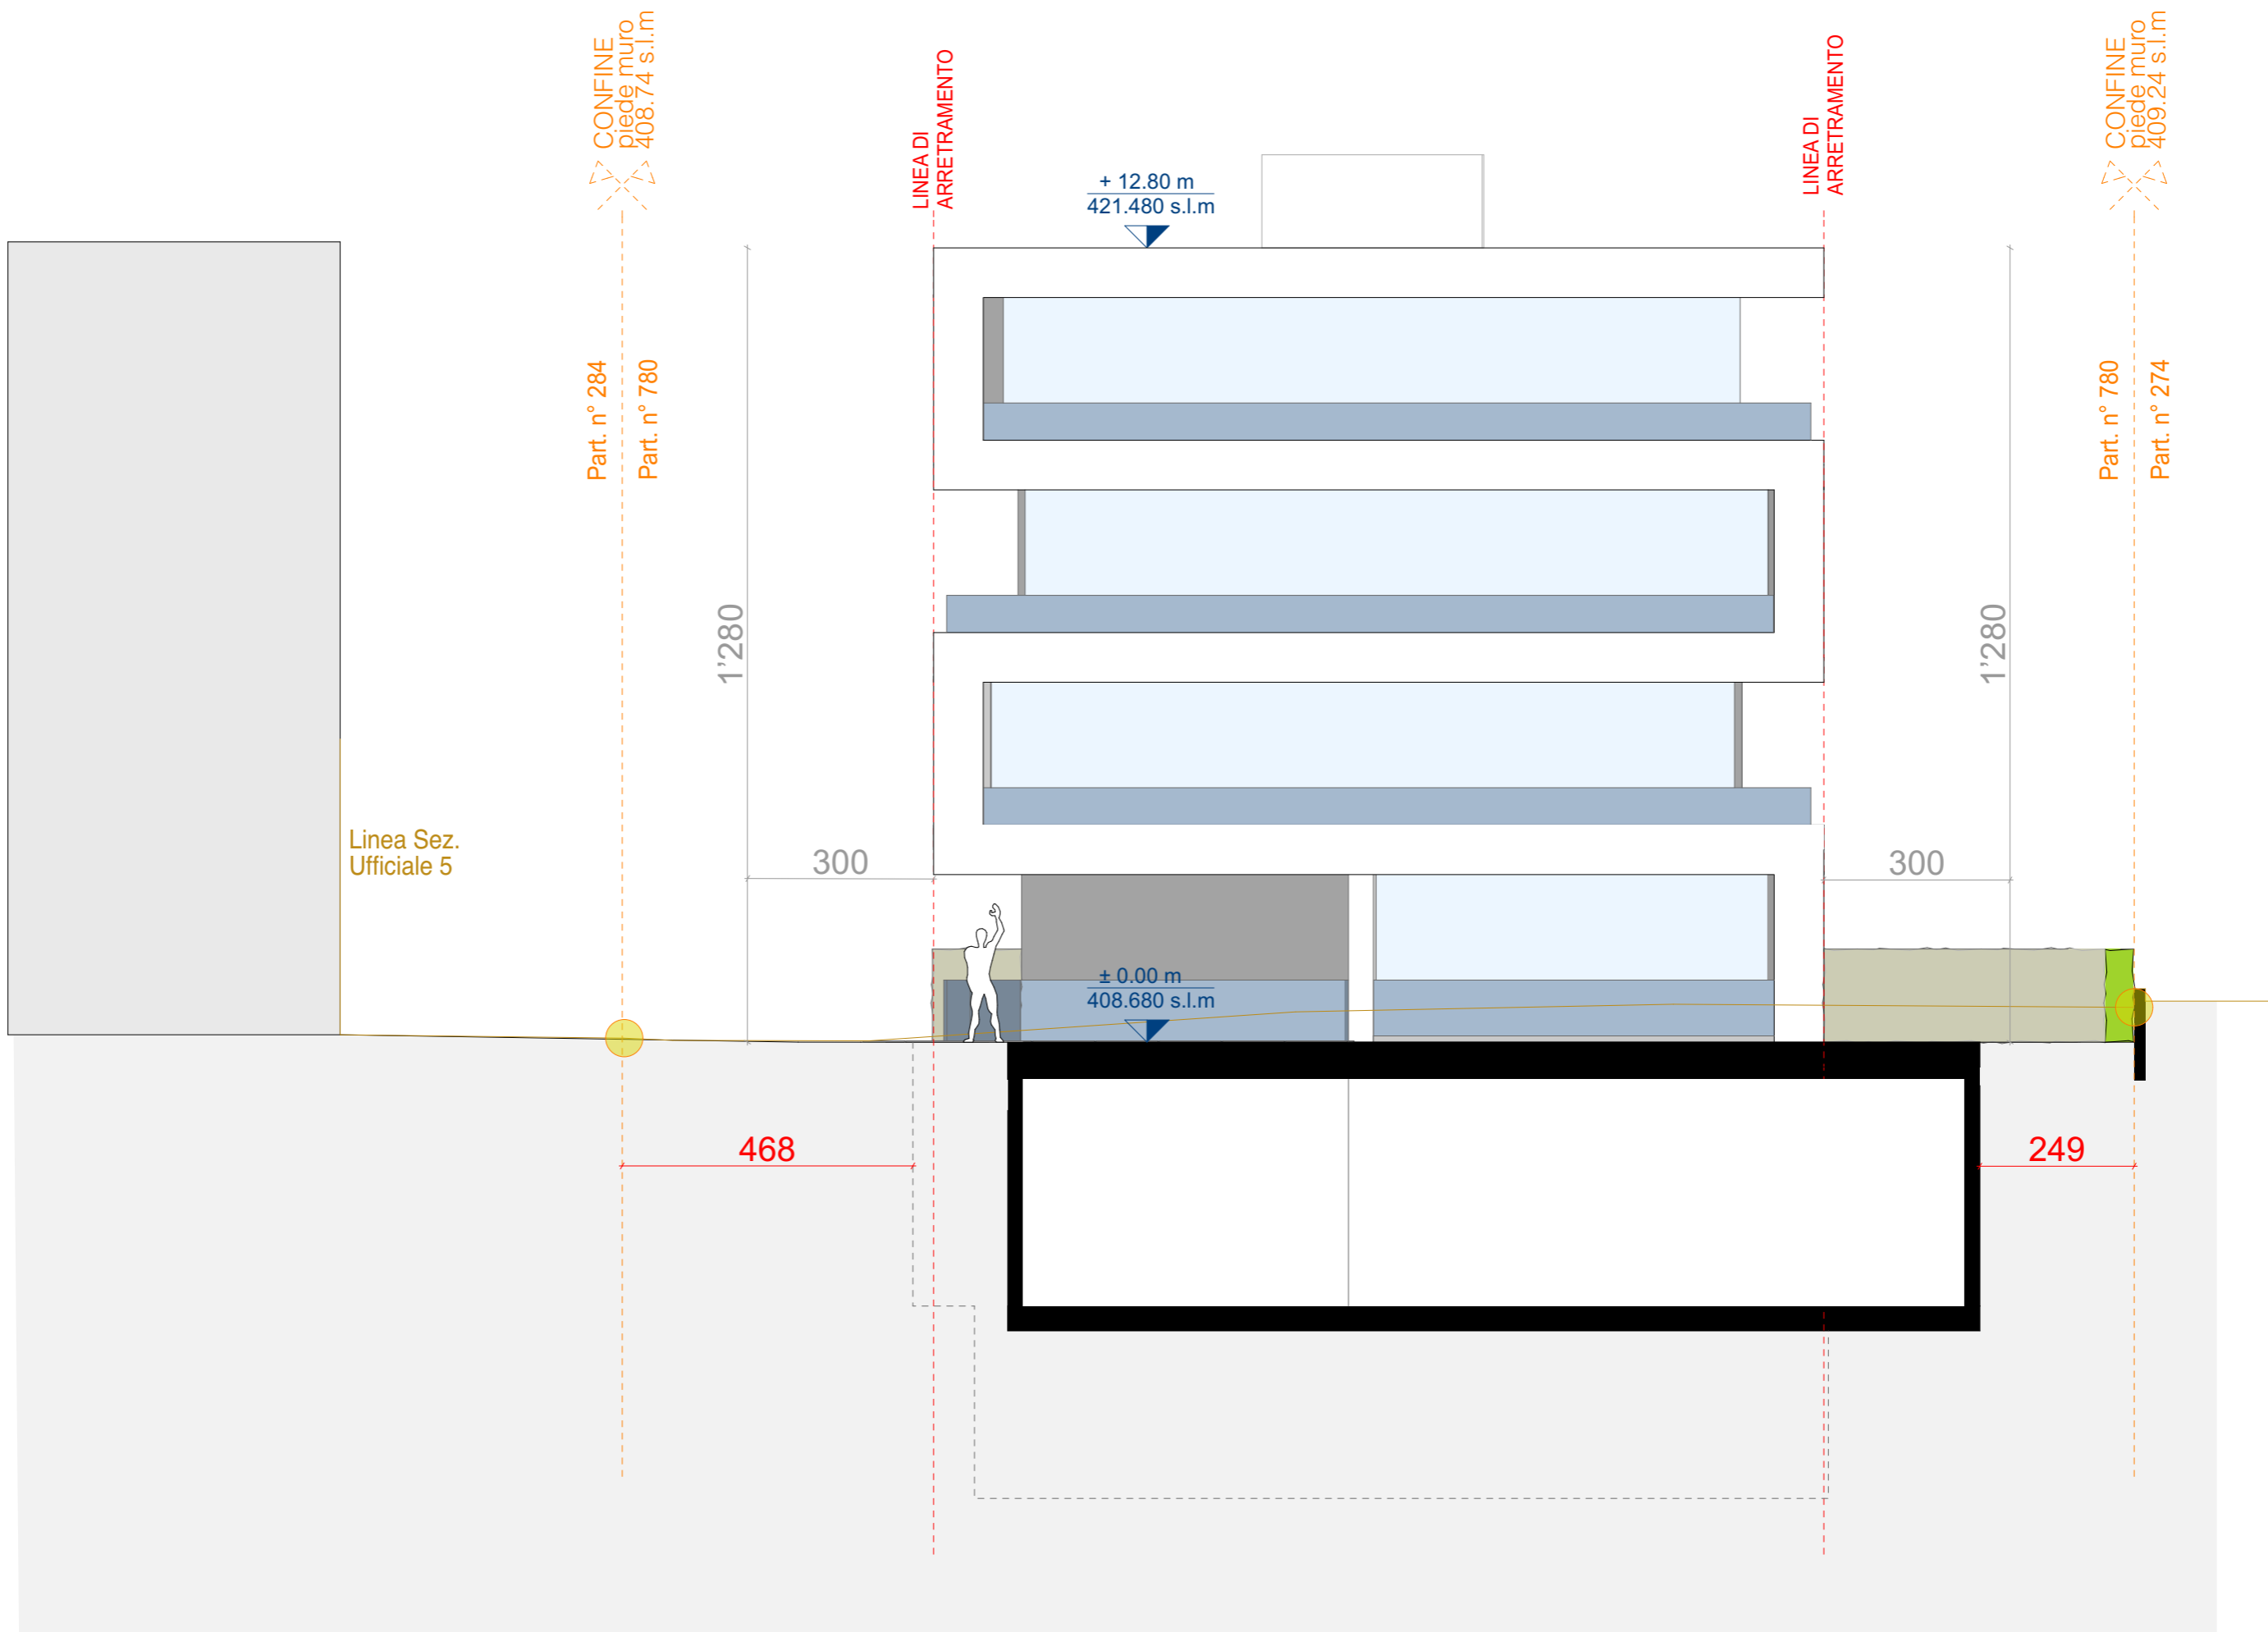 CONFINE
piede muro
408.74 s.l.m
LINEA DI
ARRETRAMENTO
LINEA DI
ARRETRAMENTO
CONFINE
piede muro
409.24 s.l.m
+ 12.80 m
421.480 s.l.m
Part. n° 284
Part. n° 780
Part. n° 780
Part. n° 274
1'280
1'280
Linea Sez.
Ufficiale 5
300
300
± 0.00 m
408.680 s.l.m
468
249